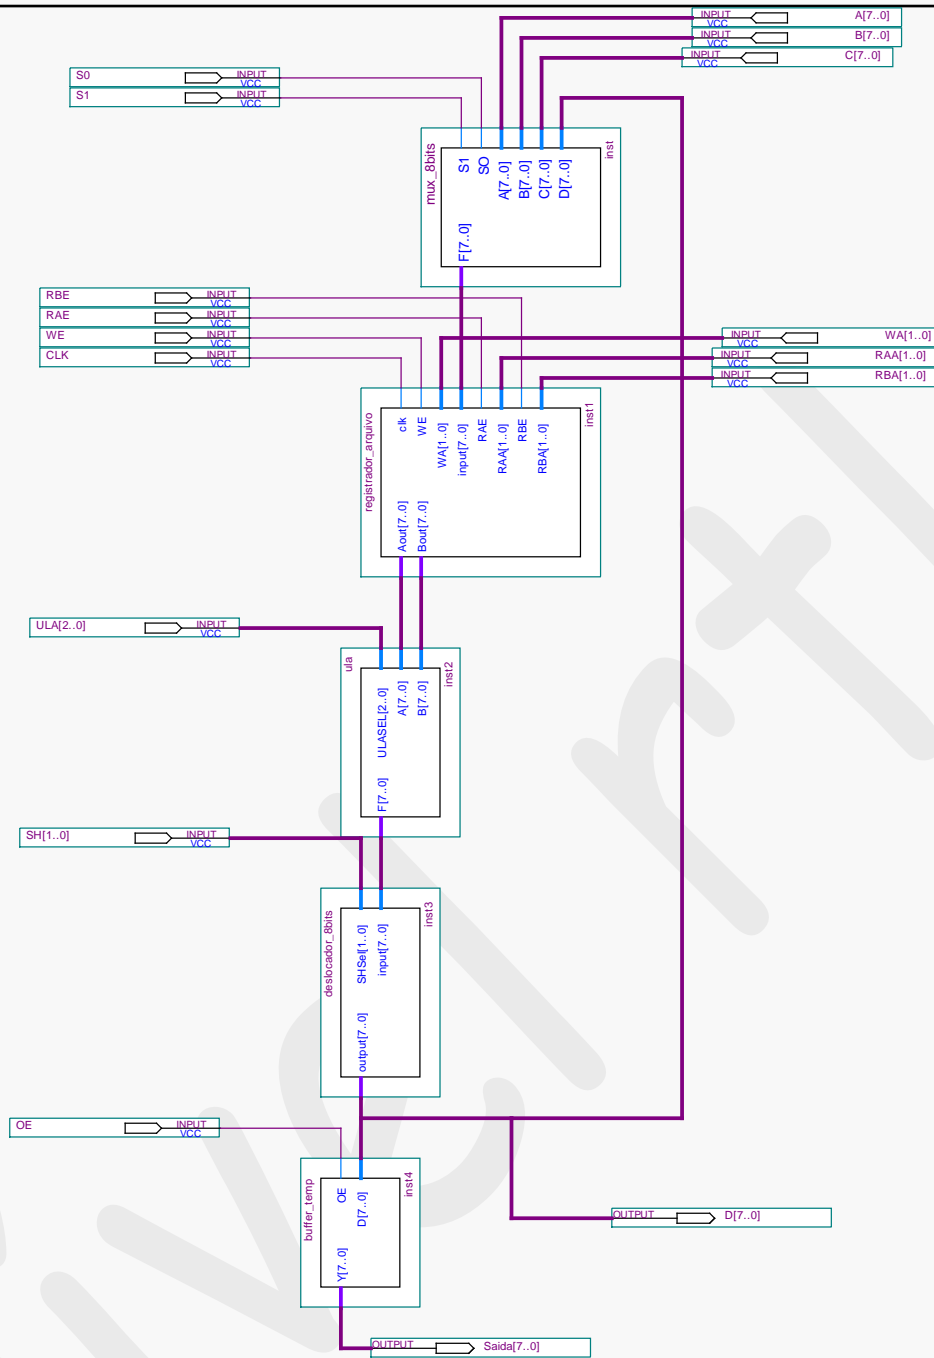 INPUT VCC A[7..0]
INPUT VCC B[7..0]
INPUT VCC C[7..0]
S0 INPUT VCC
S1 INPUT VCC
mux_8bits
inst
S1
SO
A[7..0]
B[7..0]
C[7..0]
D[7..0]
F[7..0]
RBE INPUT VCC
RAE INPUT VCC
WE INPUT VCC
CLK INPUT VCC
INPUT VCC WA[1..0]
INPUT VCC RAA[1..0]
INPUT VCC RBA[1..0]
registrador_arquivo
inst1
clk
WE
WA[1..0]
input[7..0]
RAE
RAA[1..0]
RBE
RBA[1..0]
Aout[7..0]
Bout[7..0]
ULA[2..0] INPUT VCC
ula
inst2
ULASEL[2..0]
A[7..0]
B[7..0]
F[7..0]
SH[1..0] INPUT VCC
deslocador_8bits
inst3
SHSel[1..0]
input[7..0]
output[7..0]
OE INPUT VCC
buffer_temp
inst4
OE
D[7..0]
Y[7..0]
OUTPUT D[7..0]
OUTPUT Saida[7..0]